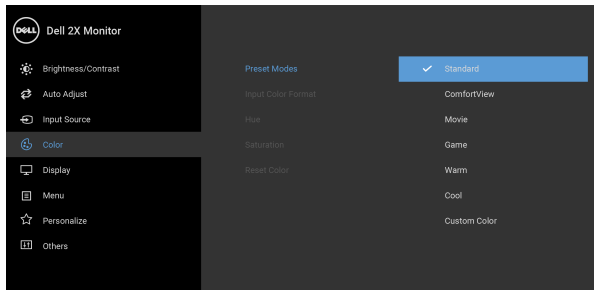 DELL Dell 2X Monitor
Brightness/Contrast
Auto Adjust
Input Source
Color
Display
Menu
Personalize
Others
Preset Modes
Input Color Format
Hue
Saturation
Reset Color
Standard
ComfortView
Movie
Game
Warm
Cool
Custom Color